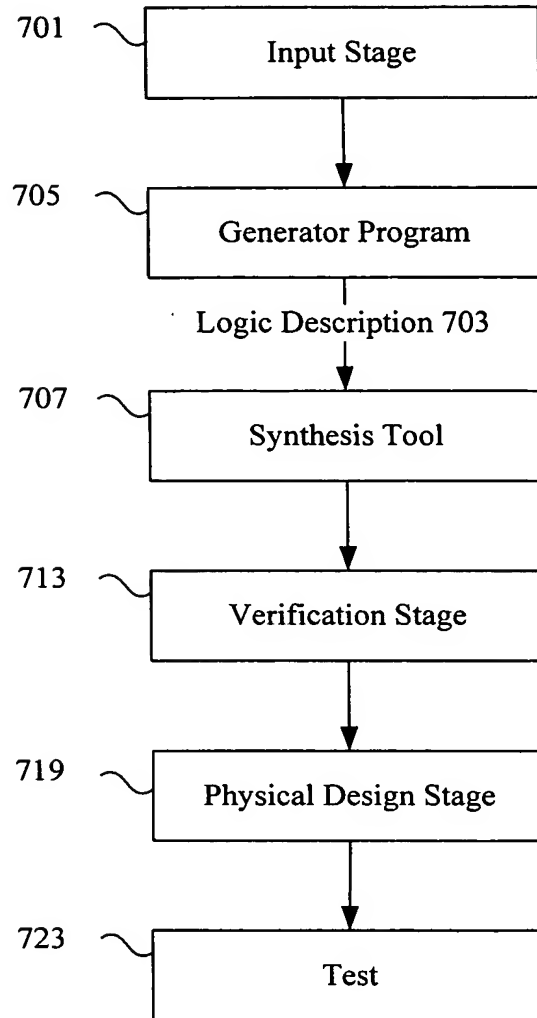 701
Input Stage
705
Generator Program
Logic Description 703
707
Synthesis Tool
713
Verification Stage
719
Physical Design Stage
723
Test